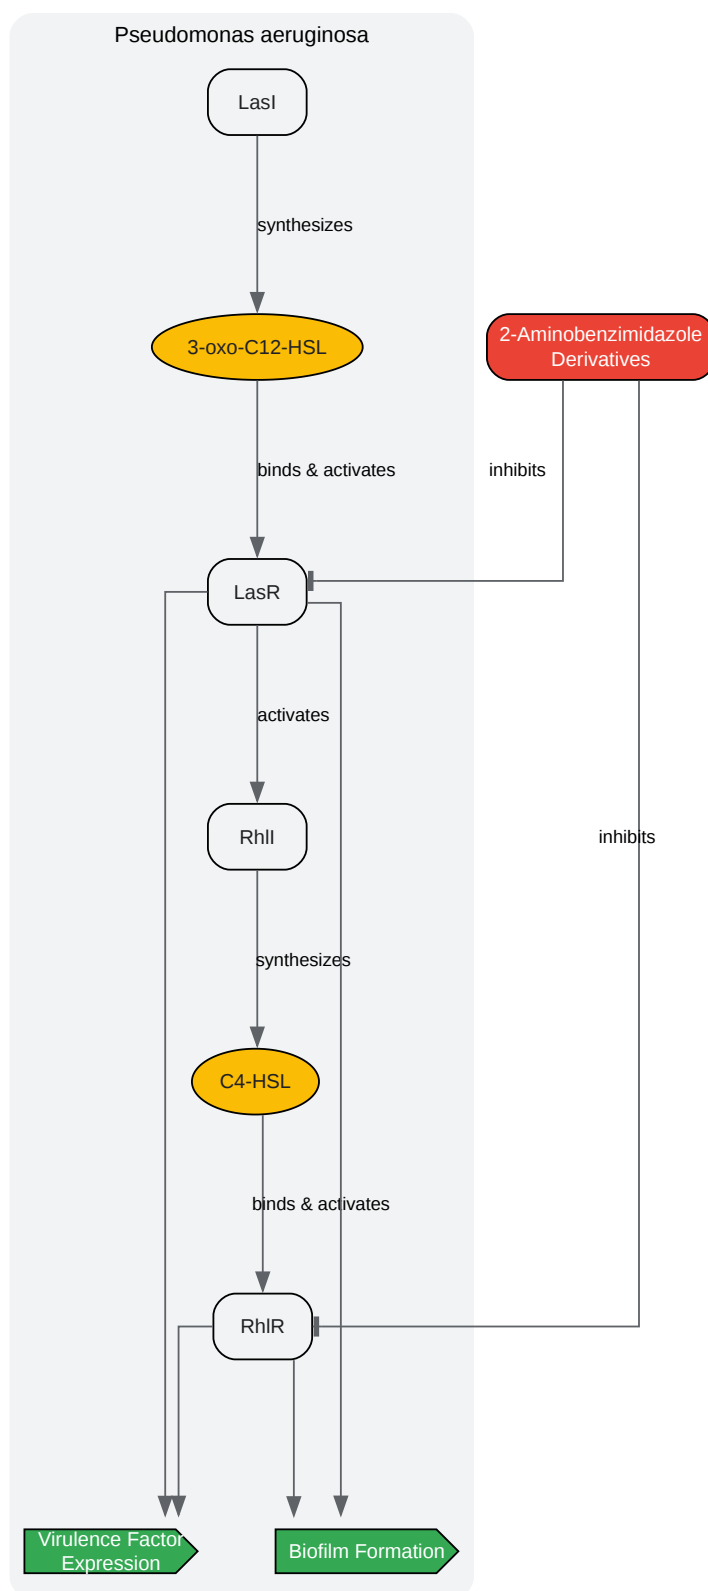 Pseudomonas aeruginosa
LasI
synthesizes
3-oxo-C12-HSL
2-Aminobenzimidazole
Derivatives
binds & activates
inhibits
LasR
activates
RhlI
inhibits
synthesizes
C4-HSL
binds & activates
RhlR
Virulence Factor
Expression
Biofilm Formation